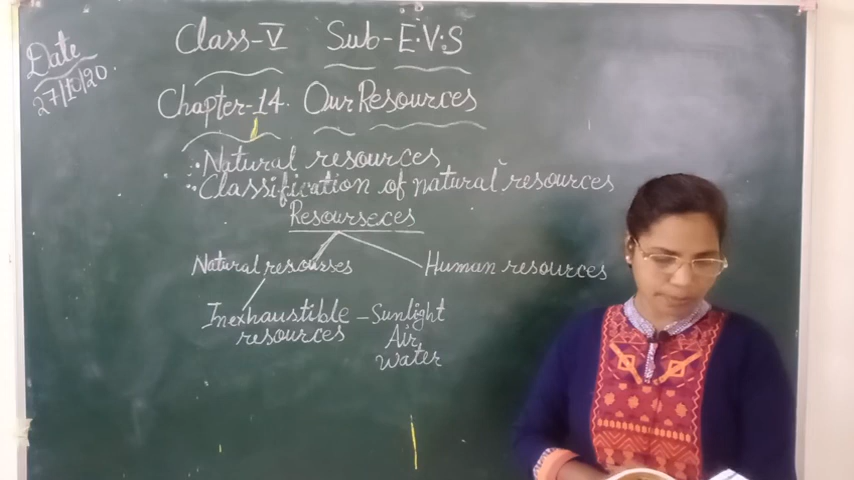 Date
27/10/20.
Class-V Sub-E.V.S
Chapter-14. Our Resources
Natural resources
Classification of natural resources
Resourseces
Natural resourses
Human resources
Inexhaustible - Sunlight
resources Air
Water